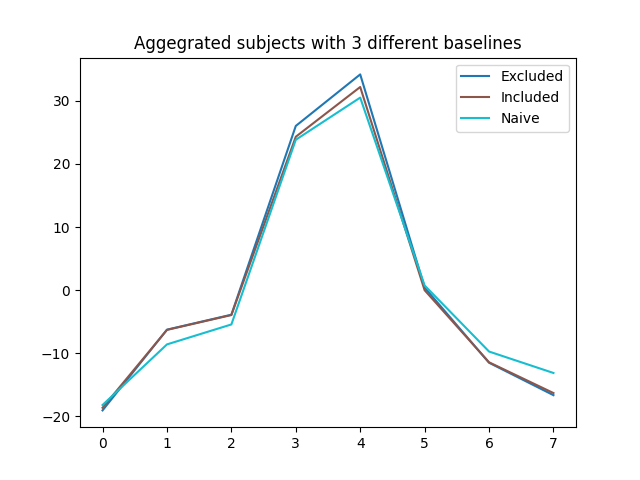 Aggegrated subjects with 3 different baselines
Excluded
Included
Naive
30
20
10
0
−10
−20
0 1 2 3 4 5 6 7